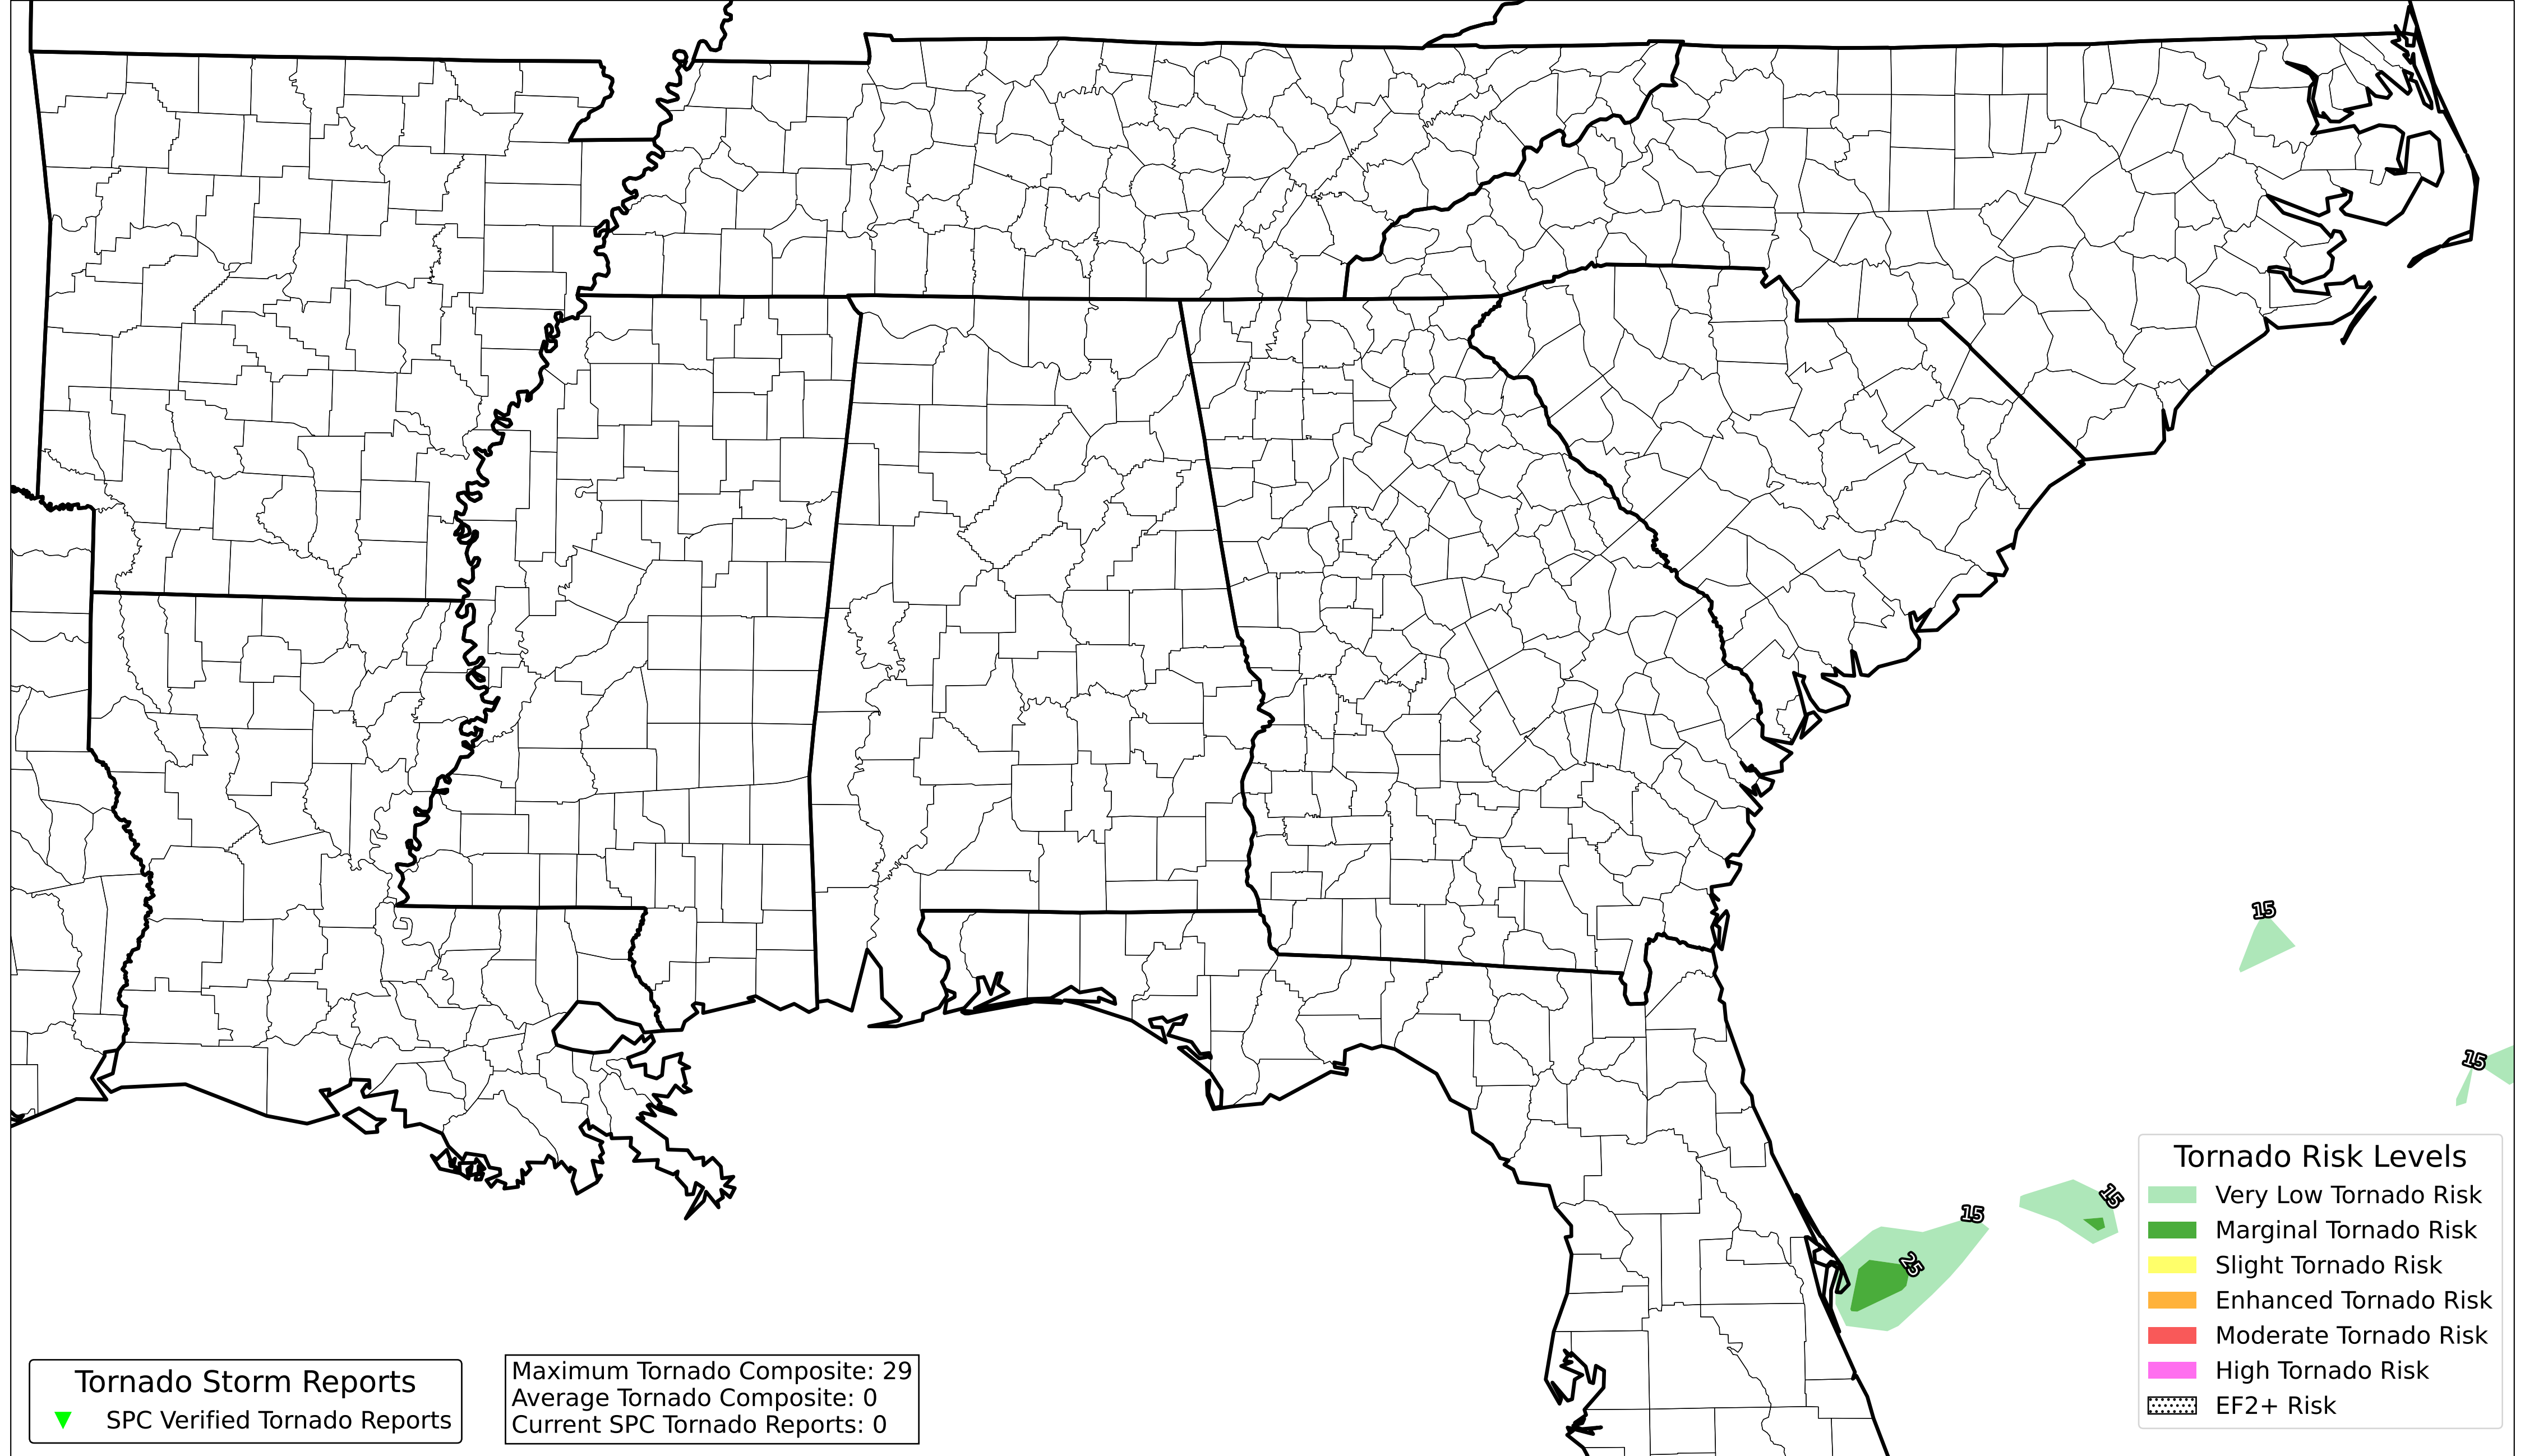 15
15
15
15
25
Tornado Risk Levels
Very Low Tornado Risk
Marginal Tornado Risk
Slight Tornado Risk
Enhanced Tornado Risk
Moderate Tornado Risk
High Tornado Risk
EF2+ Risk
Tornado Storm Reports
SPC Verified Tornado Reports
Maximum Tornado Composite: 29
Average Tornado Composite: 0
Current SPC Tornado Reports: 0